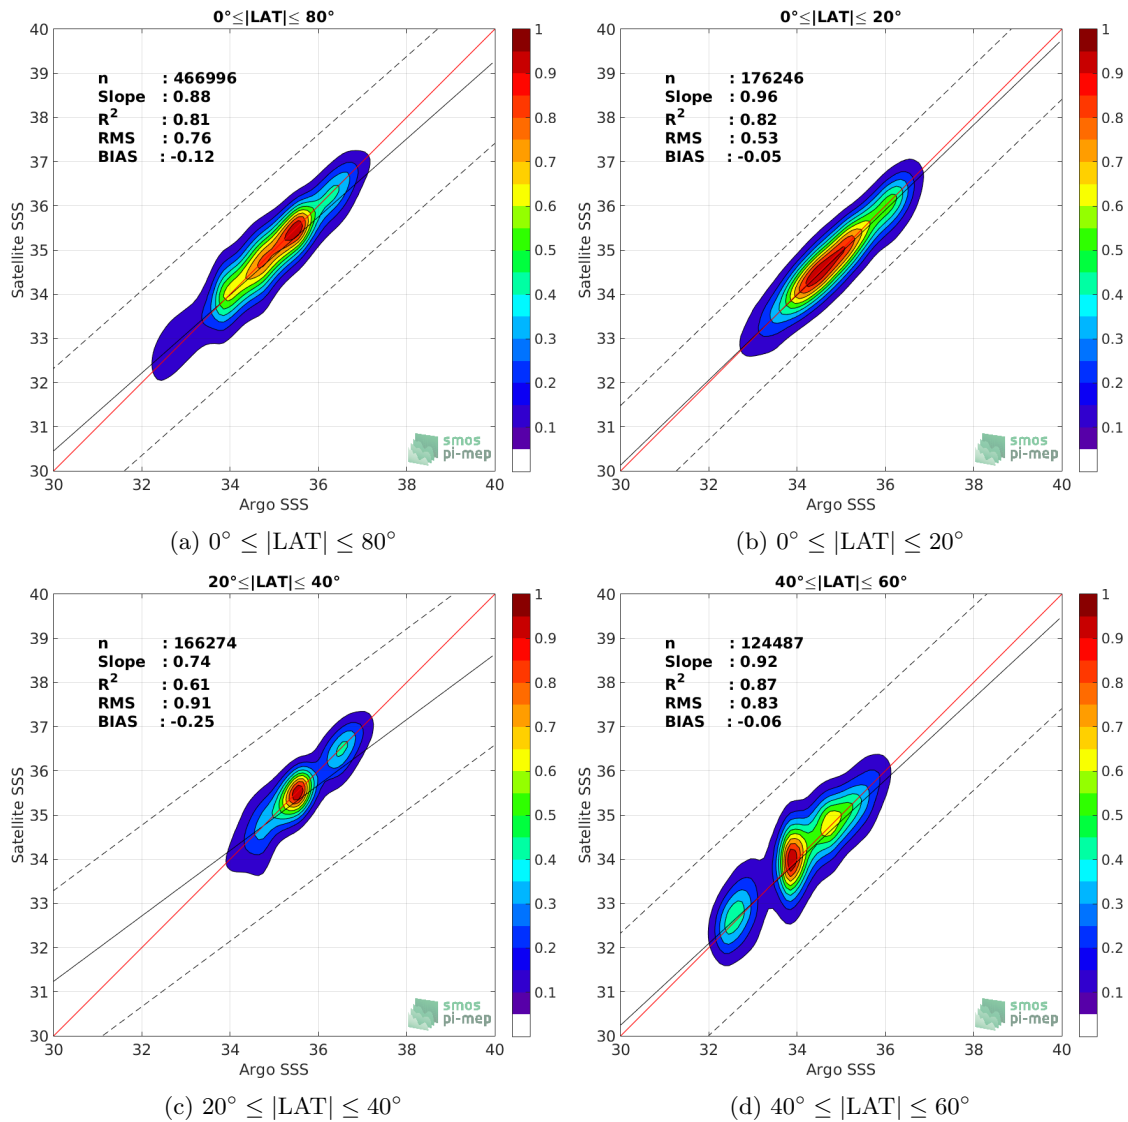 0°≤|LAT|≤ 80°
n : 466996
Slope : 0.88
R² : 0.81
RMS : 0.76
BIAS : -0.12
40
39
38
37
36
35
34
33
32
31
30
30 32 34 36 38 40
Satellite SSS
Argo SSS
1
0.9
0.8
0.7
0.6
0.5
0.4
0.3
0.2
0.1
smos
pi-mep
(a) 0° ≤ |LAT| ≤ 80°
0°≤|LAT|≤ 20°
n : 176246
Slope : 0.96
R² : 0.82
RMS : 0.53
BIAS : -0.05
40
39
38
37
36
35
34
33
32
31
30
30 32 34 36 38 40
Satellite SSS
Argo SSS
1
0.9
0.8
0.7
0.6
0.5
0.4
0.3
0.2
0.1
smos
pi-mep
(b) 0° ≤ |LAT| ≤ 20°
20°≤|LAT|≤ 40°
n : 166274
Slope : 0.74
R² : 0.61
RMS : 0.91
BIAS : -0.25
40
39
38
37
36
35
34
33
32
31
30
30 32 34 36 38 40
Satellite SSS
Argo SSS
1
0.9
0.8
0.7
0.6
0.5
0.4
0.3
0.2
0.1
smos
pi-mep
(c) 20° ≤ |LAT| ≤ 40°
40°≤|LAT|≤ 60°
n : 124487
Slope : 0.92
R² : 0.87
RMS : 0.83
BIAS : -0.06
40
39
38
37
36
35
34
33
32
31
30
30 32 34 36 38 40
Satellite SSS
Argo SSS
1
0.9
0.8
0.7
0.6
0.5
0.4
0.3
0.2
0.1
smos
pi-mep
(d) 40° ≤ |LAT| ≤ 60°